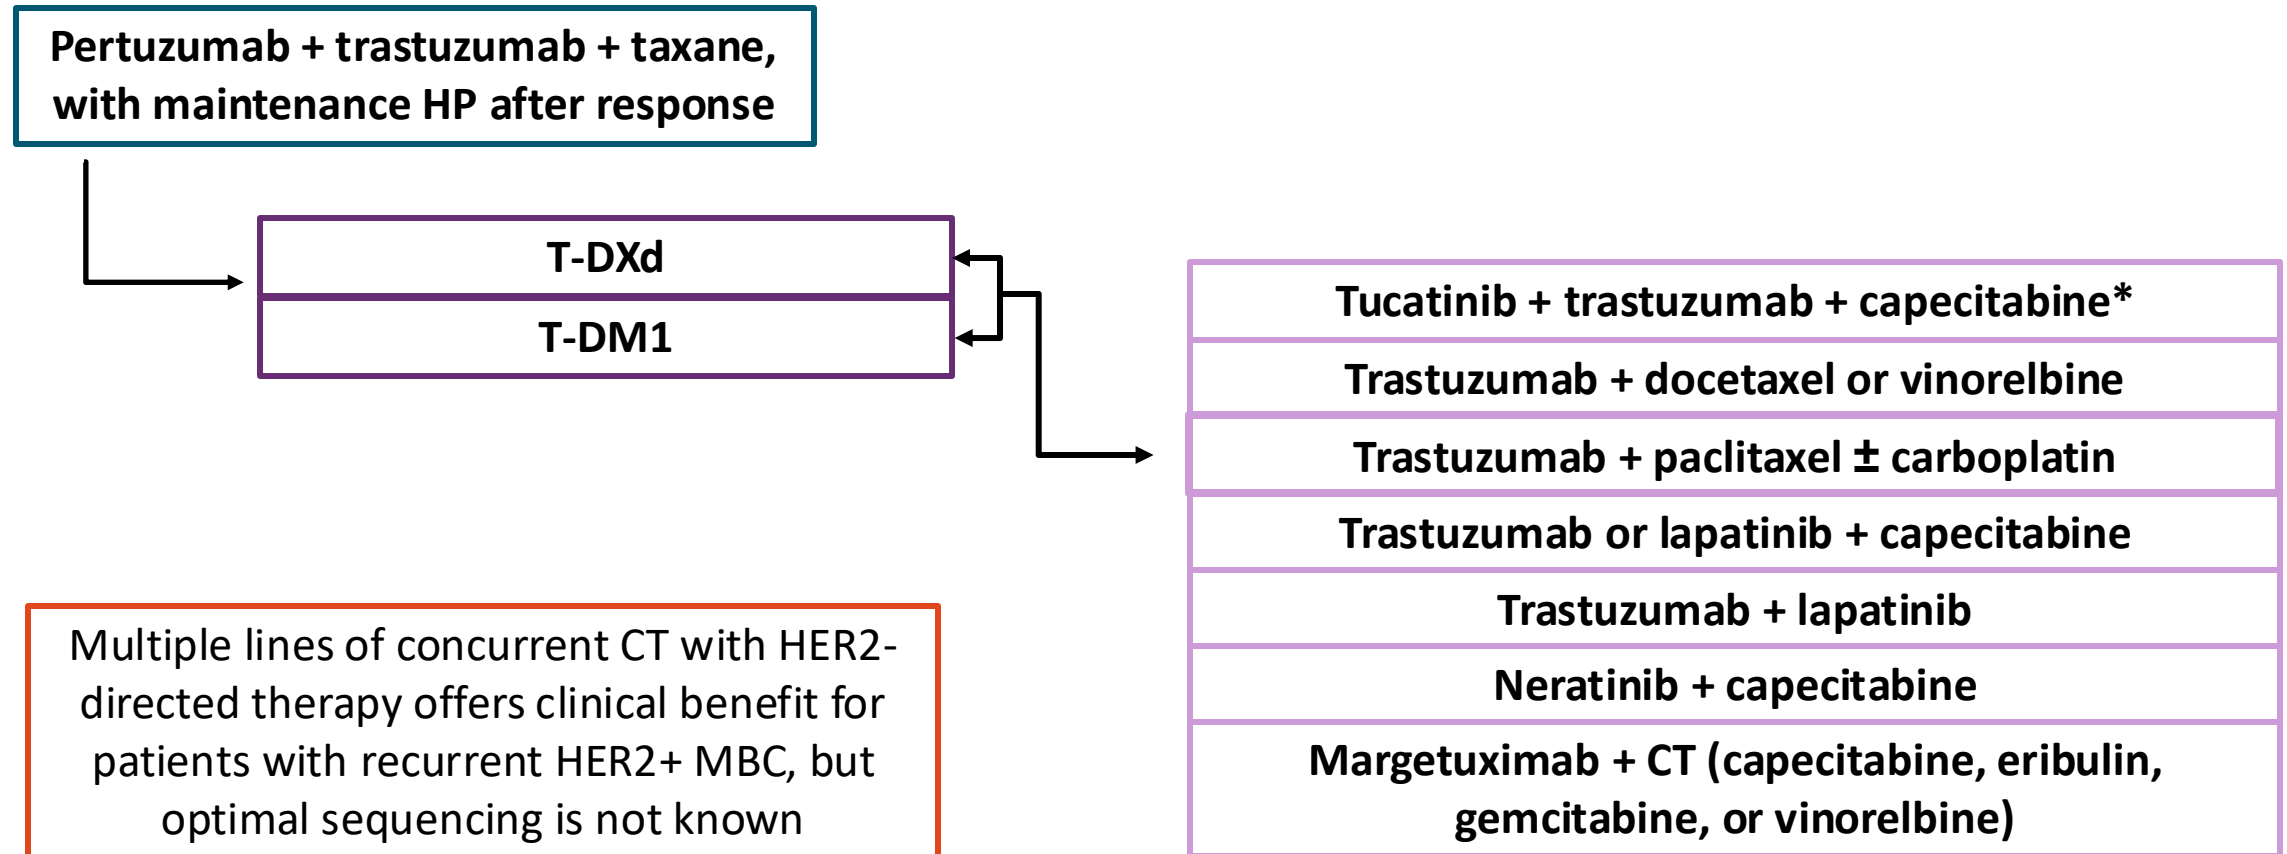 Pertuzumab + trastuzumab + taxane,
with maintenance HP after response
T-DXd
T-DM1
Tucatinib + trastuzumab + capecitabine*
Trastuzumab + docetaxel or vinorelbine
Trastuzumab + paclitaxel ± carboplatin
Trastuzumab or lapatinib + capecitabine
Trastuzumab + lapatinib
Neratinib + capecitabine
Margetuximab + CT (capecitabine, eribulin,
gemcitabine, or vinorelbine)
Multiple lines of concurrent CT with HER2-
directed therapy offers clinical benefit for
patients with recurrent HER2+ MBC, but
optimal sequencing is not known